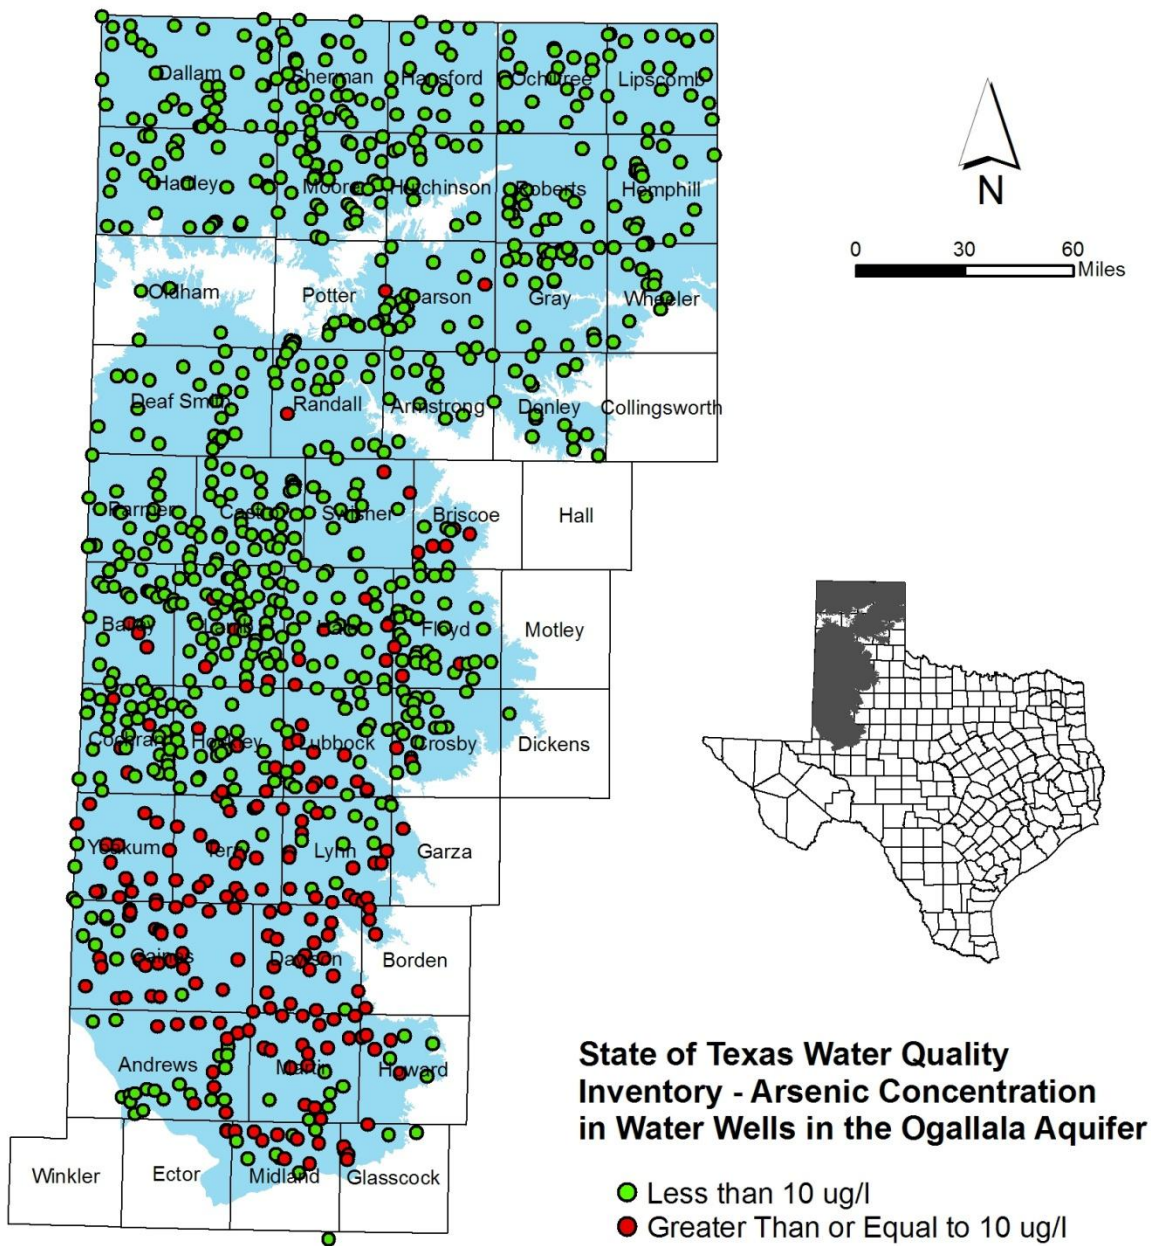 Dallam Sherman Hansford Ochiltree Lipscomb
Hartley Moore Hutchinson Roberts Hemphill
N
0 30 60
Miles
Oldham Potter Carson Gray Wheeler
Deaf Smith Randall Armstrong Donley Collingsworth
Parmer Castro Swisher Briscoe Hall
Bailey Lamb Hale Floyd Motley
Cochran Hockley Lubbock Crosby Dickens
Yoakum Terry Lynn Garza
Gaines Dawson Borden
Andrews Martin Howard
Winkler Ector Midland Glasscock
State of Texas Water Quality
Inventory - Arsenic Concentration
in Water Wells in the Ogallala Aquifer
Less than 10 ug/l
Greater Than or Equal to 10 ug/l